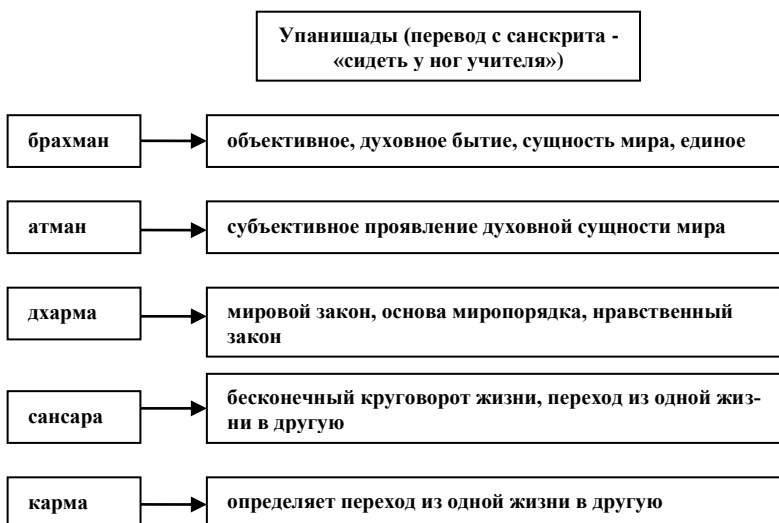 Упанишады (перевод с санскрита -
«сидеть у ног учителя»)
брахман
объективное, духовное бытие, сущность мира, единое
атман
субъективное проявление духовной сущности мира
дхарма
мировой закон, основа миропорядка, нравственный
закон
сансара
бесконечный круговорот жизни, переход из одной жиз-
ни в другую
карма
определяет переход из одной жизни в другую